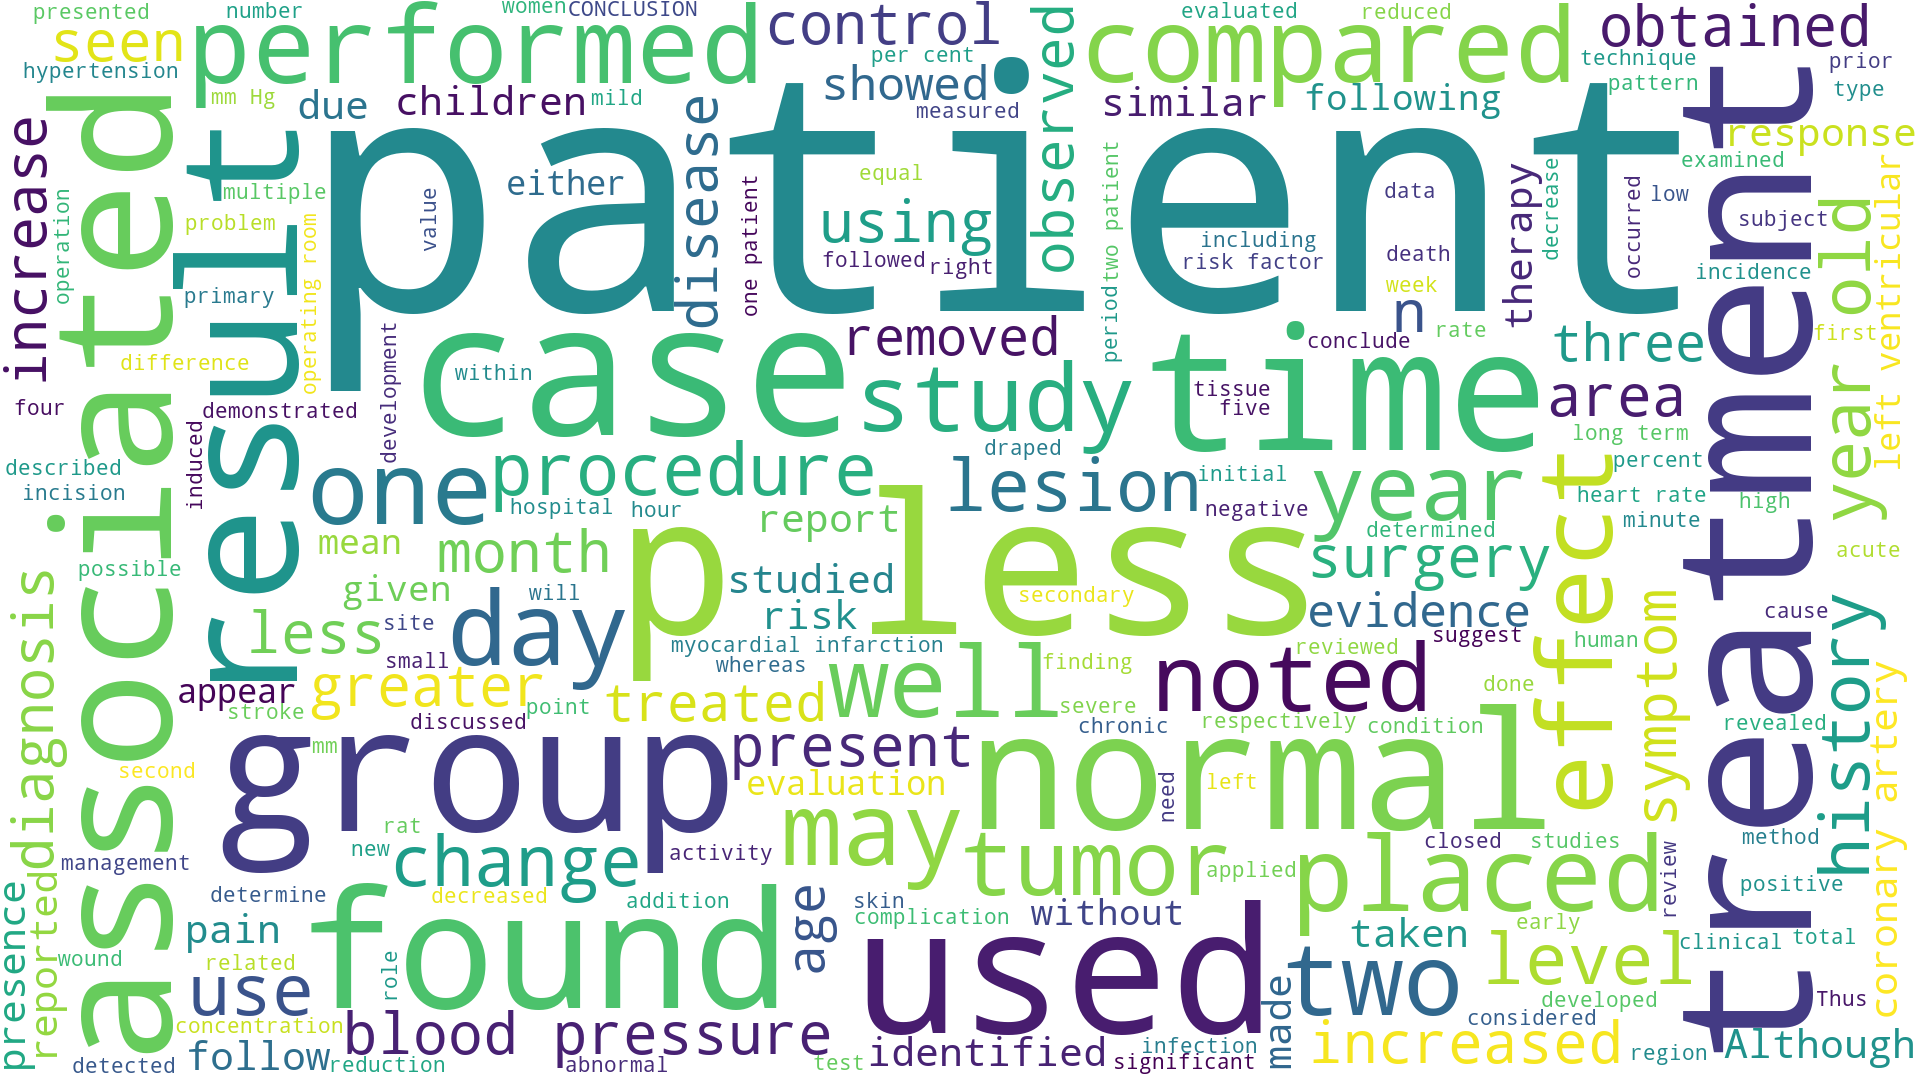 presented
number
women
CONCLUSION
control
evaluated
reduced
obtained
seen
performed
per cent
compared
technique
prior
hypertension
mm Hg
due
children
mild
showed
measured
observed
similar
following
pattern
type
response
associated
result
patient
treatment
increase
disease
either
equal
multiple
problem
value
one patient
using
followed
right
two patient
period
including
risk factor
data
death
week
therapy
decrease
occurred
low
examined
subject
incidence
left ventricular
year old
first
operation
primary
operating room
difference
four
demonstrated
development
within
case
removed
study
time
n
rate
conclude
three
area
tissue
five
draped
long term
percent
described
incision
induced
one
procedure
hospital
hour
lesion
initial
negative
year
effect
heart rate
minute
high
acute
possible
mean
month
report
determined
surgery
p less
given
studied
will
secondary
risk
evidence
human
cause
less
site
small
day
myocardial infarction
whereas
well
finding
reviewed
suggest
noted
symptom
history
diagnosis
appear
greater
stroke
discussed
point
treated
severe
chronic
respectively
condition
done
revealed
coronary artery
mm
second
group
present
evaluation
normal
need
left
rat
new
change
activity
may
tumor
closed
studies
placed
method
management
reported
presence
determine
decreased
addition
age
skin
complication
without
applied
early
review
positive
clinical
total
pain
wound
related
role
found
used
taken
two
level
use
concentration
developed
considered
Thus
blood pressure
made
detected
follow
reduction
abnormal
test
identified
infection
significant
increased
region
Although